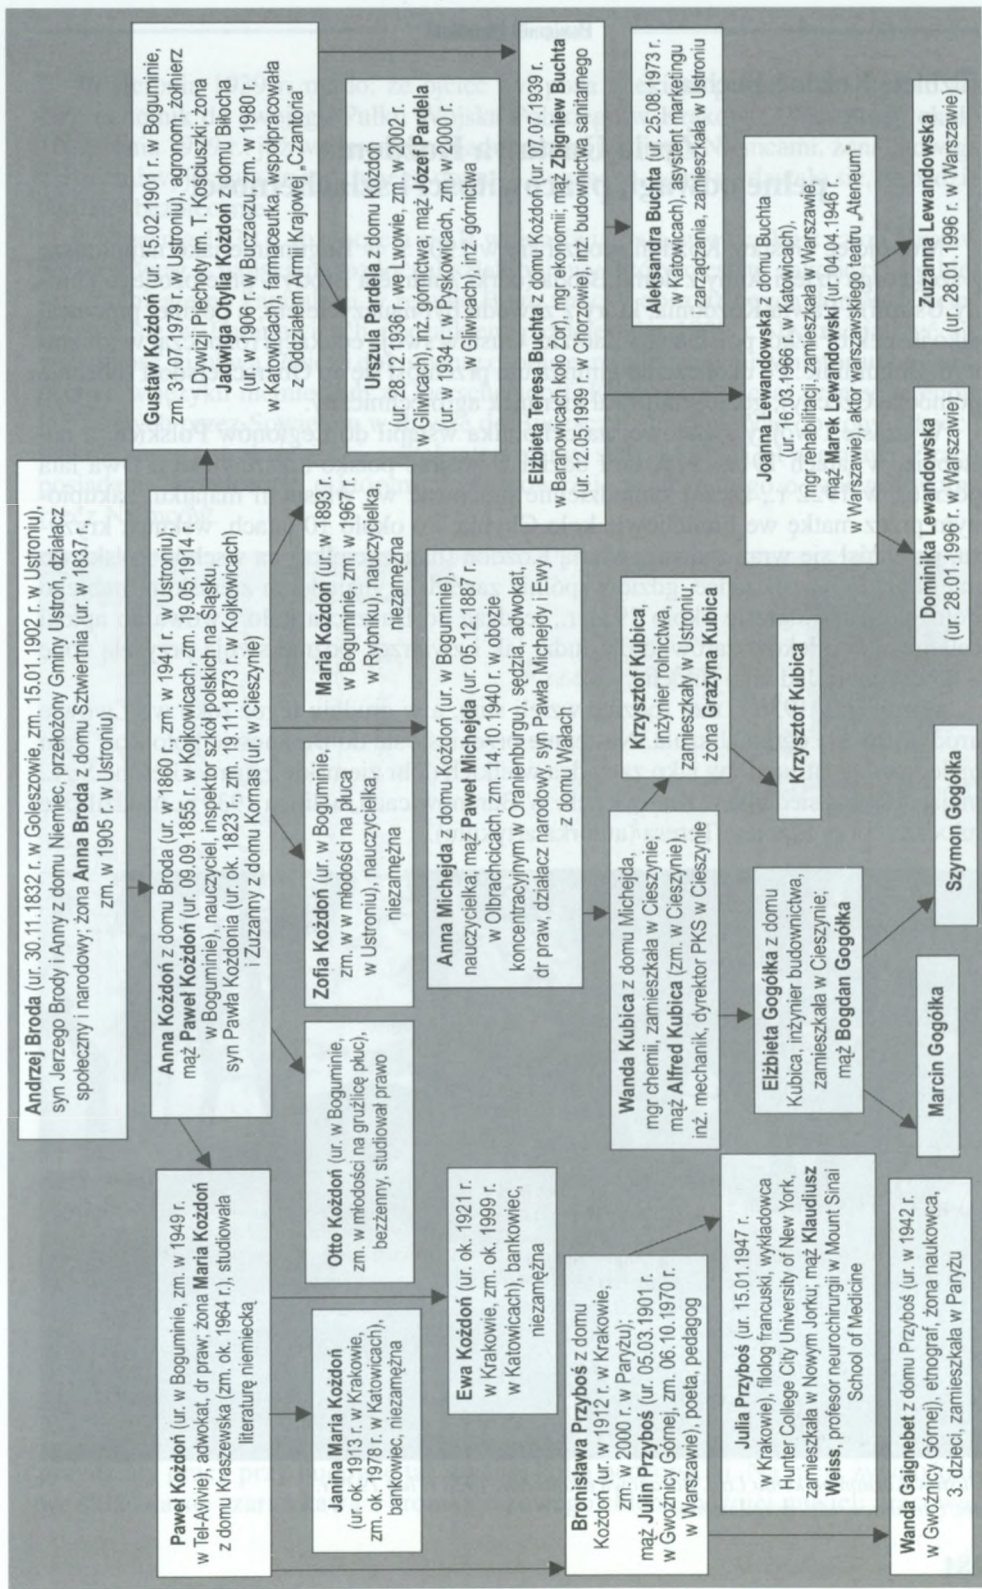 Andrzej Broda (ur. 30.11.1832 r. w Goleszowie, zm. 15.01.1902 r. w Ustroniu),
syn Jerzego Brody i Anny z domu Niemiec, przełożony Gminy Ustroń, działacz
społeczny i narodowy; żona Anna Broda z domu Sztwiertnia (ur. w 1837 r.
zm. w 1905 w Ustroniu)
Anna Kożdoń z domu Broda (ur. w 1860 r., zm. w 1941 r. w Ustroniu);
mąż Paweł Kożdoń (ur. 09.09.1855 r. w Kojkowicach, zm. 19.05.1914 r.
w Boguminie), nauczyciel, inspektor szkół polskich na Śląsku,
syn Pawła Kożdonia (ur. ok. 1823 r., zm. 19.11.1873 r. w Kojkowicach)
i Zuzanny z domu Kornas (ur. w Cieszynie)
Paweł Kożdoń (ur. w Boguminie, zm. w 1949 r.
w Tel-Avivie), adwokat, dr praw; żona Maria Kożdoń
z domu Kraszewska (zm. ok. 1964 r.), studiowała
literaturę niemiecką
Gustaw Kożdoń (ur. 15.02.1901 r. w Boguminie,
zm. 31.07.1979 r. w Ustroniu), agronom, żołnierz
I Dywizji Piechoty im. T. Kościuszki; żona
Jadwiga Otylia Kożdoń z domu Błocha
(ur. w 1906 r. w Buczaczu, zm. w 1980 r.
w Katowicach), farmaceutka, współpracowała
z Oddziałem Armii Krajowej „Czantoria”
Otto Kożdoń (ur. w Boguminie,
zm. w młodości na gruźlicę płuc),
bezżenny, studiował prawo
Zofia Kożdoń (ur. w Boguminie,
zm. w w młodości na płuca
w Ustroniu), nauczycielka,
niezamężna
Maria Kożdoń (ur. w 1893 r.
w Boguminie, zm. w 1967 r.
w Rybniku), nauczycielka,
niezamężna
Janina Maria Kożdoń
(ur. ok. 1913 r. w Krakowie,
zm. ok. 1978 r. w Katowicach),
bankowiec, niezamężna
Ewa Kożdoń (ur. ok. 1921 r.
w Krakowie, zm. ok. 1999 r.
w Katowicach), bankowiec,
niezamężna
Anna Michejda z domu Kożdoń (ur. w Boguminie),
nauczycielka; mąż Paweł Michejda (ur. 05.12.1887 r.
w Olbrachcicach, zm. 14.10.1940 r. w obozie
koncentracyjnym Oranienburgu), sędzia, adwokat,
dr praw, działacz narodowy, syn Pawła Michejdy i Ewy
z domu Wałach
Urszula Pardela z domu Kożdoń
(ur. 28.12.1936 r. we Lwowie, zm. w 2002 r.
w Gliwicach), inż. górnictwa; mąż Józef Pardela
(ur. w 1934 r. w Pyskowicach, zm. w 2000 r.
w Gliwicach), inż. górnictwa
Elżbieta Teresa Buchta z domu Kożdoń (ur. 07.07.1939 r.
w Baranowicach koło Żor), mgr ekonomii; mąż Zbigniew Buchta
(ur. 12.05.1939 r. w Chorzowie), inż. budownictwa sanitarnego
Bronisława Przyboś z domu
Kożdoń (ur. w 1912 r. w Krakowie,
zm. w 2000 r. w Paryżu);
mąż Julin Przyboś (ur. 05.03.1901 r.
w Gwoźnicy Górnej, zm. 06.10.1970 r.
w Warszawie), poeta, pedagog
Wanda Kubica z domu Michejda,
mgr chemii, zamieszkała w Cieszynie;
mąż Alfred Kubica (zm. w Cieszynie),
inż. mechanik, dyrektor PKS w Cieszynie
Krzysztof Kubica,
inżynier rolnictwa,
zamieszkały w Ustroniu;
żona Grażyna Kubica
Aleksandra Buchta (ur. 25.08.1973 r.
w Katowicach), asystent marketingu
i zarządzania, zamieszkała w Ustroniu
Julia Przyboś (ur. 15.01.1947 r.
w Krakowie), filolog francuski, wykładowca
Hunter College City University of New York,
zamieszkała w Nowym Jorku; mąż Klaudiusz
Weiss, profesor neurochirurgii w Mount Sinai
School of Medicine
Elżbieta Gogółka z domu
Kubica, inżynier budownictwa,
zamieszkała w Cieszynie;
mąż Bogdan Gogółka
Krzysztof Kubica
Joanna Lewandowska z domu Buchta
(ur. 16.03.1966 r. w Katowicach),
mgr rehabilitacji, zamieszkała w Warszawie;
mąż Marek Lewandowski (ur. 04.04.1946 r.
w Warszawie), aktor warszawskiego teatru „Ateneum”
Wanda Gaignebet z domu Przyboś (ur. w 1942 r.
w Gwoźnicy Górnej), etnograf, żona naukowca,
3. dzieci, zamieszkała w Paryżu
Marcin Gogółka
Szymon Gogółka
Dominika Lewandowska
(ur. 28.01.1996 r. w Warszawie)
Zuzanna Lewandowska
(ur. 28.01.1996 r. w Warszawie)